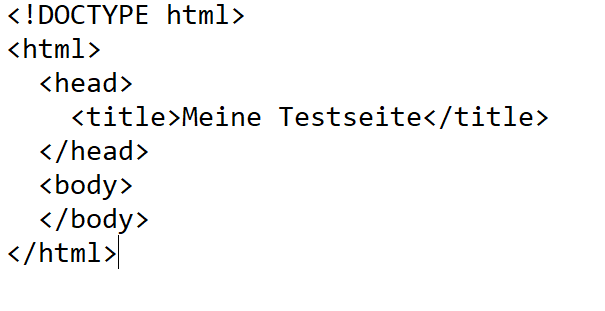 <!DOCTYPE html>
<html>
  <head>
    <title>Meine Testseite</title>
  </head>
  <body>
  </body>
</html>